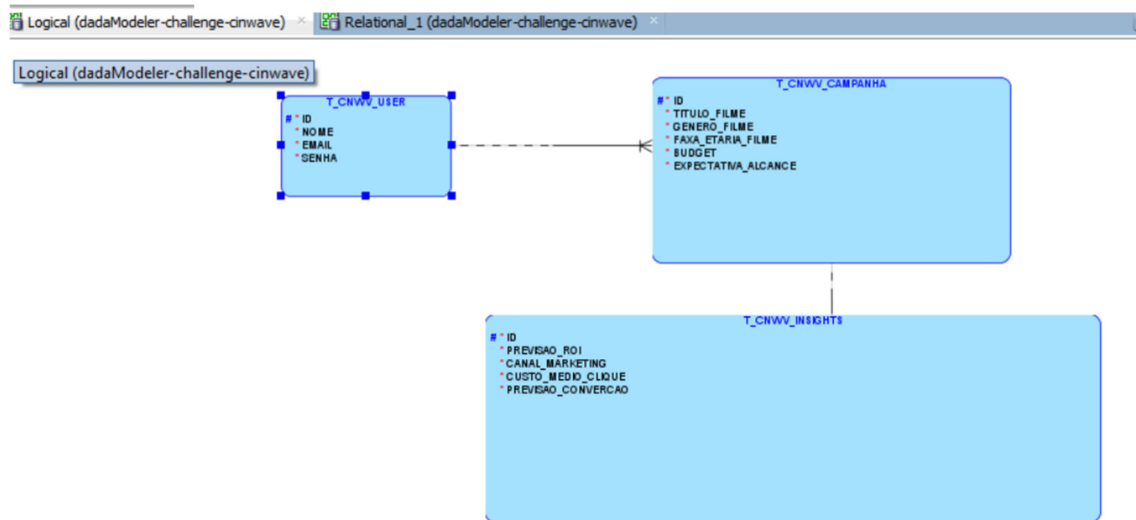 Logical (dadaModeler-challenge-cinwave)
Relational_1 (dadaModeler-challenge-cinwave)
Logical (dadaModeler-challenge-cinwave)
T_CNWV_USER
# * ID
* NOME
* EMAIL
* SENHA
T_CNWV_CAMPANHA
# * ID
* TITULO_FILME
* GENERO_FILME
* FAXA_ETARIA_FILME
* BUDGET
* EXPECTATIVA_ALCANCE
T_CNWV_INSIGHTS
# * ID
* PREVISAO_ROI
* CANAL_MARKETING
* CUSTO_MEDIO_CLIQUE
* PREVISAO_CONVERCAO